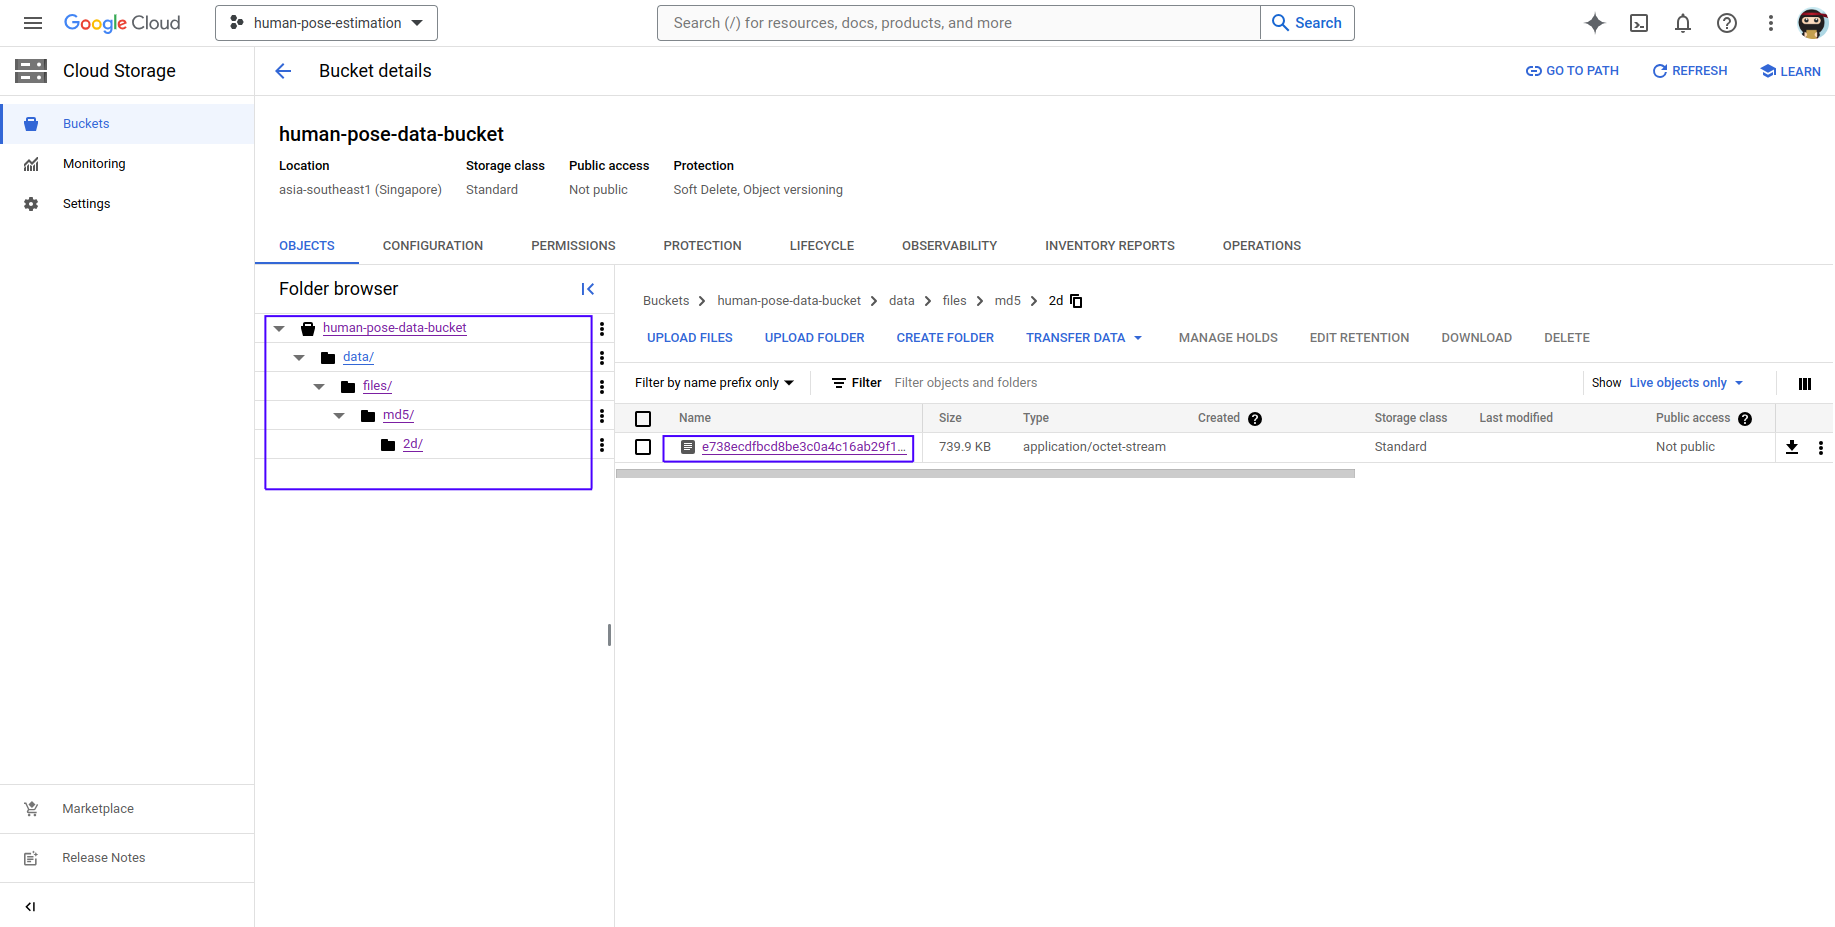 Google Cloud
human-pose-estimation
Search (/) for resources, docs, products, and more
Search
Cloud Storage
Bucket details
GO TO PATH
REFRESH
LEARN
Buckets
Monitoring
Settings
human-pose-data-bucket
Location Storage class Public access Protection
asia-southeast1 (Singapore) Standard Not public Soft Delete, Object versioning
OBJECTS CONFIGURATION PERMISSIONS PROTECTION LIFECYCLE OBSERVABILITY INVENTORY REPORTS OPERATIONS
Folder browser
human-pose-data-bucket
data/
files/
md5/
2d/
Buckets human-pose-data-bucket data files md5 2d
UPLOAD FILES UPLOAD FOLDER CREATE FOLDER TRANSFER DATA MANAGE HOLDS EDIT RETENTION DOWNLOAD DELETE
Filter by name prefix only Filter Filter objects and folders Show Live objects only
Name Size Type Created Storage class Last modified Public access
e738ecdfbcd8be3c0a4c16ab29f1... 739.9 KB application/octet-stream Standard Not public
Marketplace
Release Notes